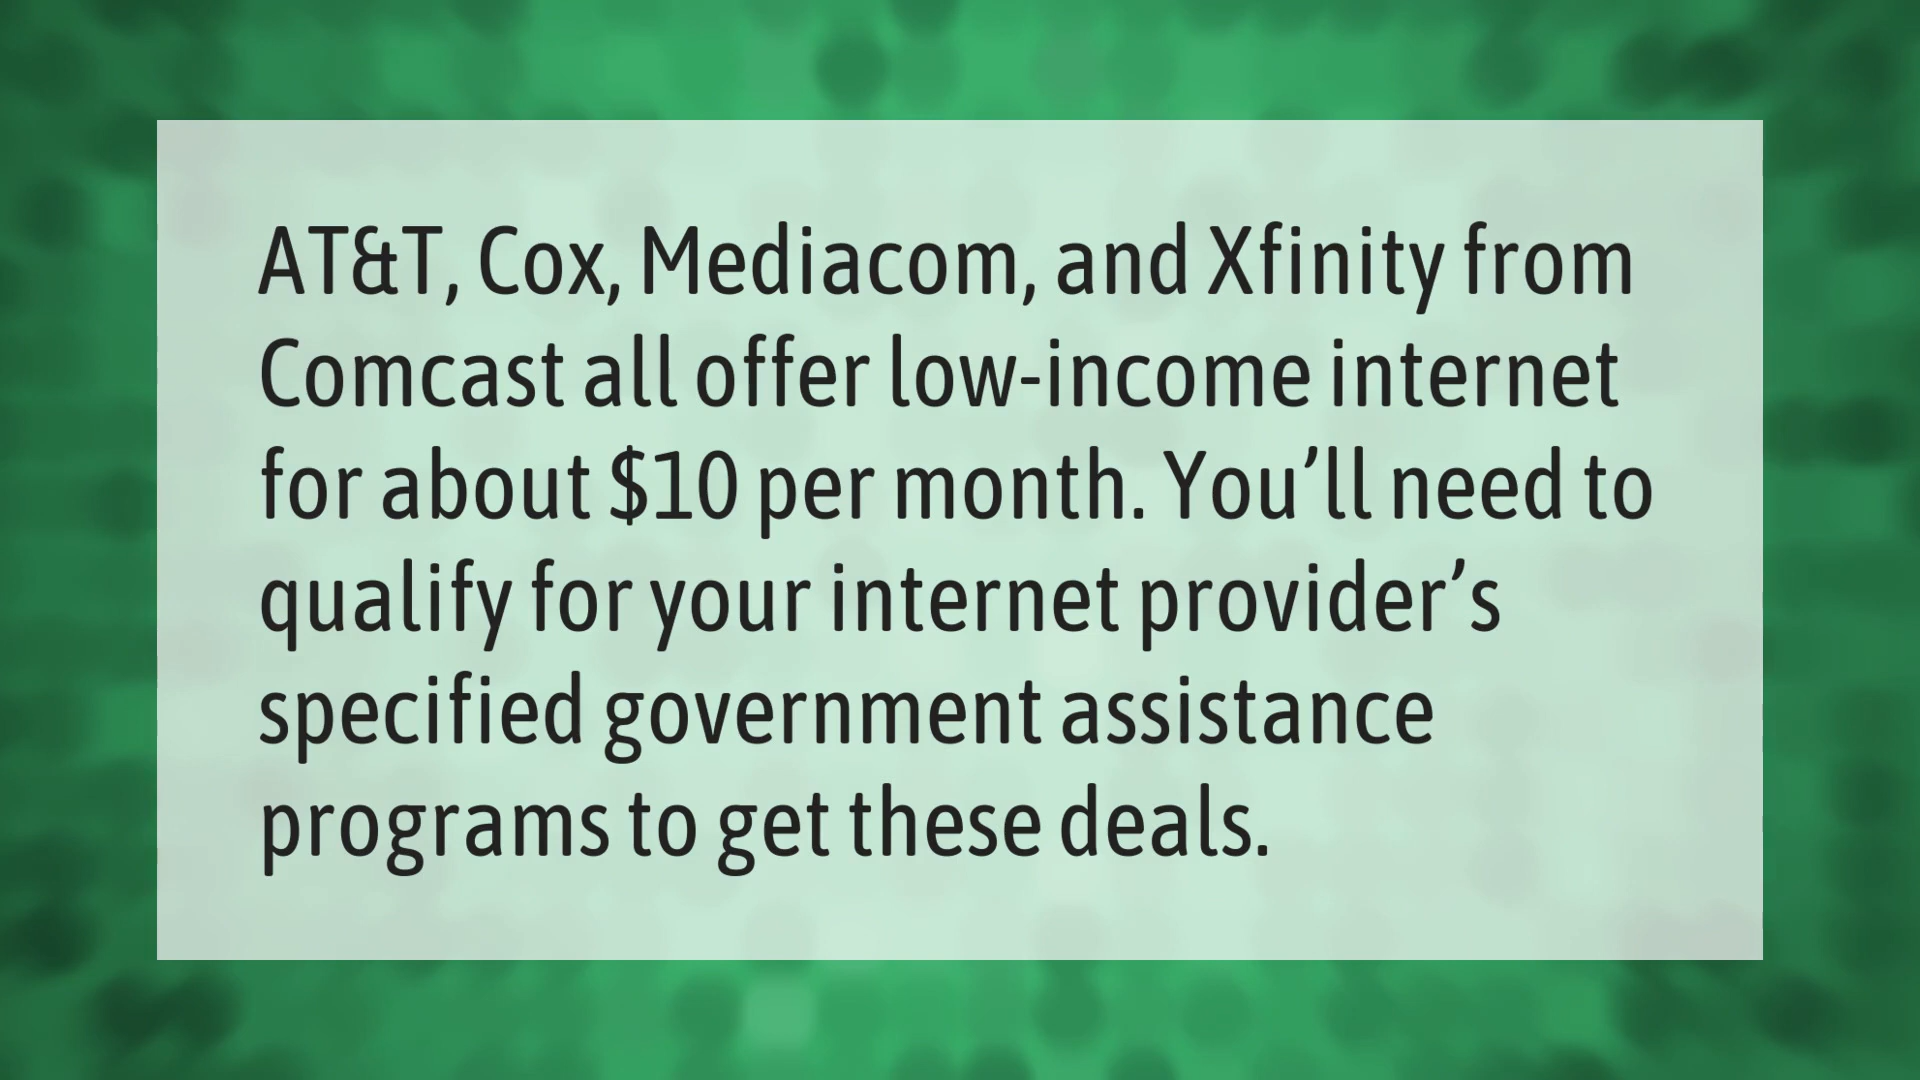 AT&T, Cox, Mediacom, and Xfinity from
Comcast all offer low-income internet
for about $10 per month. You’ll need to
qualify for your internet provider’s
specified government assistance
programs to get these deals.